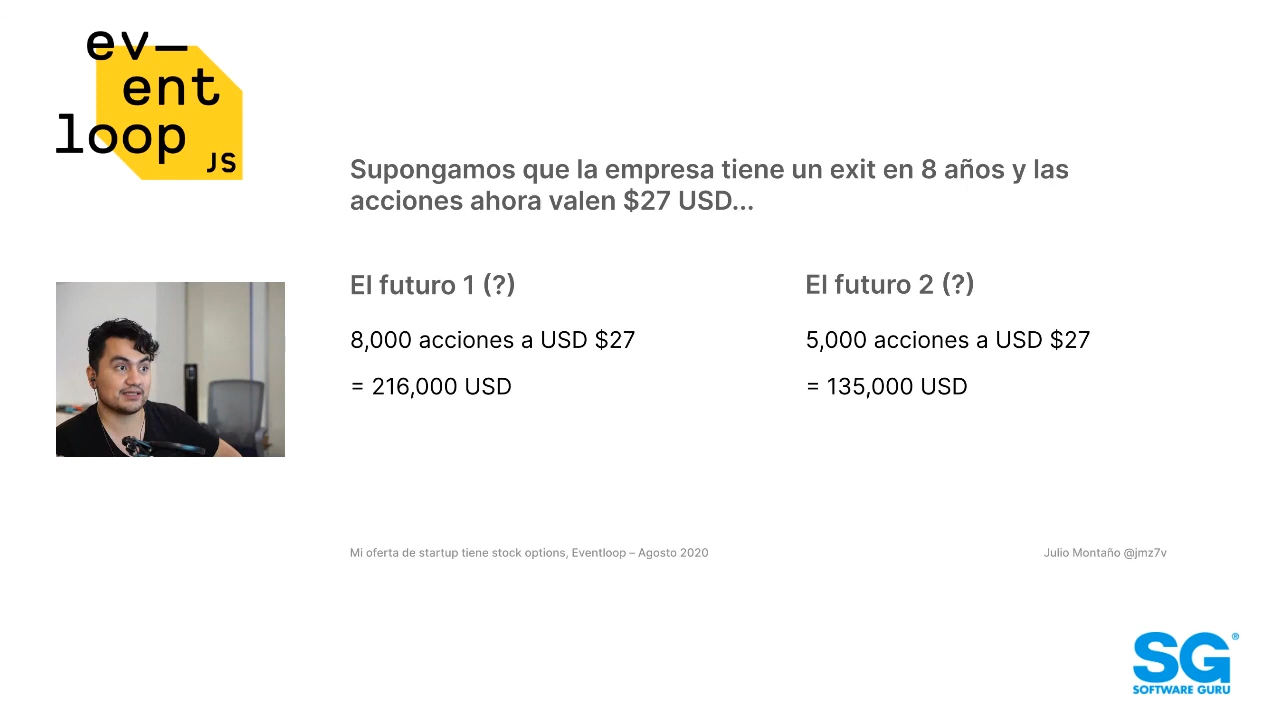 ev—
ent
loop
JS
Supongamos que la empresa tiene un exit en 8 años y las
acciones ahora valen $27 USD...
El futuro 1 (?)
8,000 acciones a USD $27
= 216,000 USD
El futuro 2 (?)
5,000 acciones a USD $27
= 135,000 USD
Mi oferta de startup tiene stock options, Eventloop – Agosto 2020
Julio Montaño @jmz7v
SG®
SOFTWARE GURU